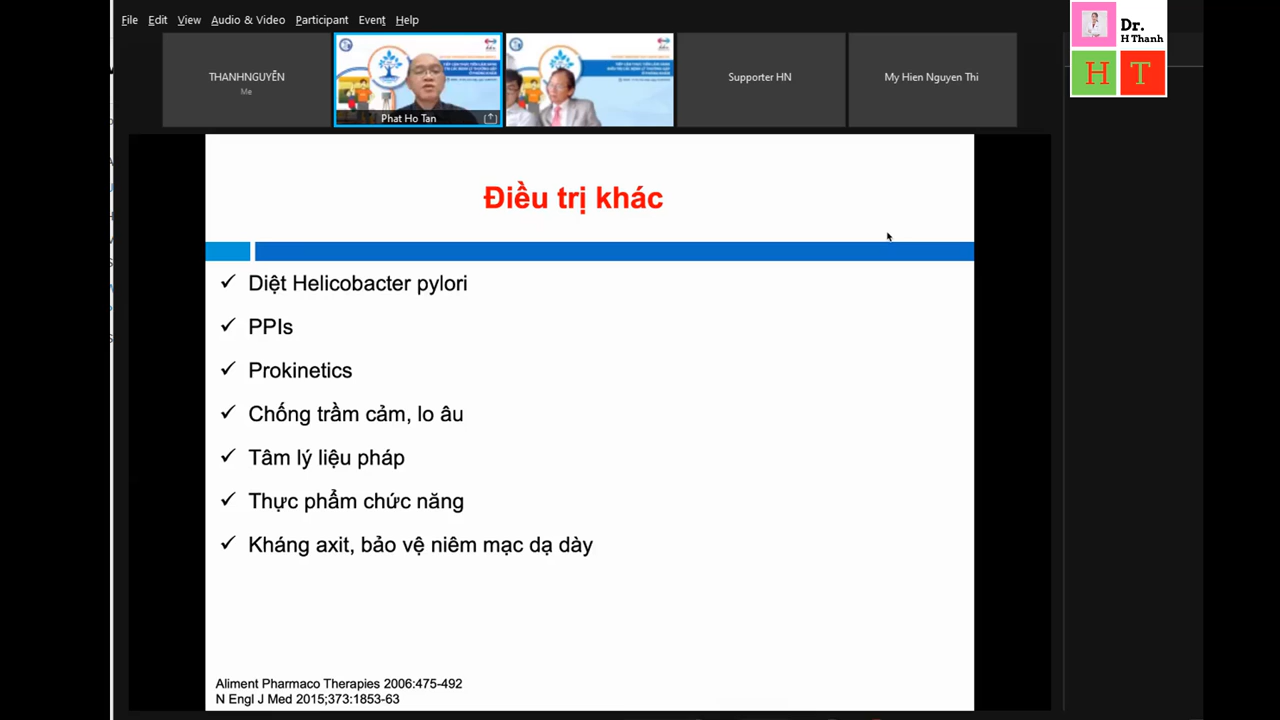 File Edit View Audio & Video Participant Event Help
Dr.
H Thanh
H T
THANHNGUYỄN
Me
Phat Ho Tan
Supporter HN
My Hien Nguyen Thi
Điều trị khác
✓ Diệt Helicobacter pylori
✓ PPIs
✓ Prokinetics
✓ Chống trầm cảm, lo âu
✓ Tâm lý liệu pháp
✓ Thực phẩm chức năng
✓ Kháng axit, bảo vệ niêm mạc dạ dày
Aliment Pharmaco Therapies 2006:475-492
N Engl J Med 2015;373:1853-63